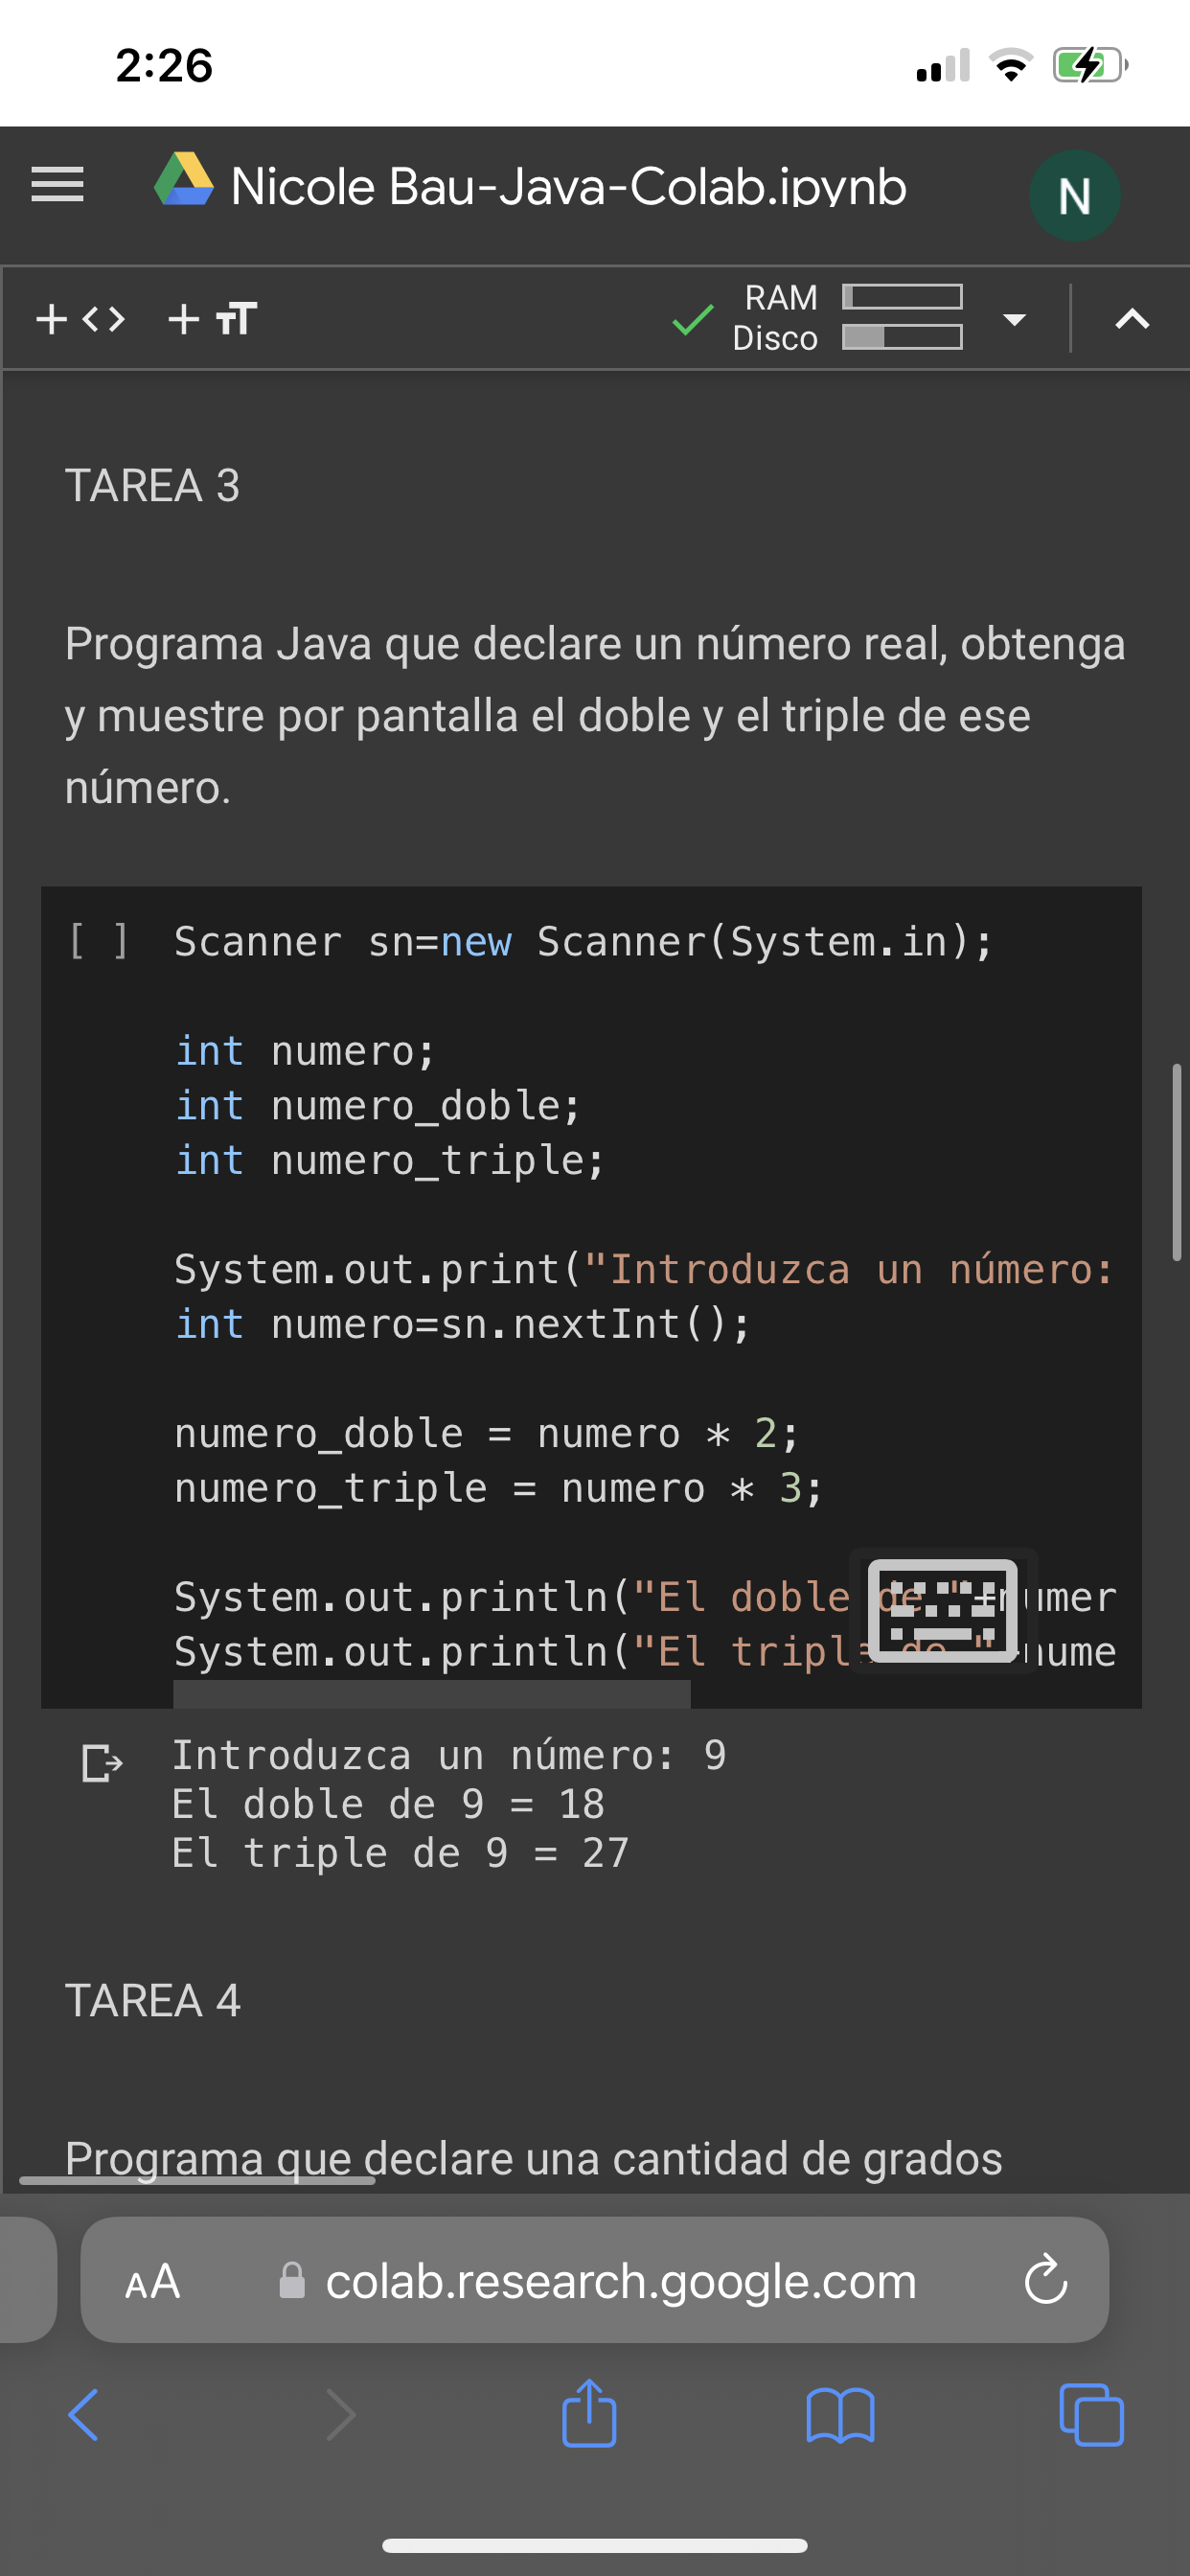 2:26
Nicole Bau-Java-Colab.ipynb
N
RAM
Disco
TAREA 3
Programa Java que declare un número real, obtenga
y muestre por pantalla el doble y el triple de ese
número.
[ ] Scanner sn=new Scanner(System.in);
int numero;
int numero_doble;
int numero_triple;
System.out.print("Introduzca un número:
int numero=sn.nextInt();
numero_doble = numero * 2;
numero_triple = numero * 3;
System.out.println("El doble de "+numer
System.out.println("El triple de "+nume
Introduzca un número: 9
El doble de 9 = 18
El triple de 9 = 27
TAREA 4
Programa que declare una cantidad de grados
AA colab.research.google.com